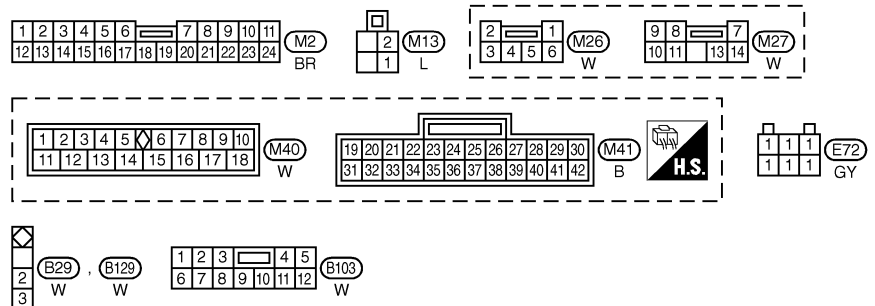 1 2 3 4 5 6 7 8 9 10 11
12 13 14 15 16 17 18 19 20 21 22 23 24
M2
BR
2
1
M13
L
2 1
3 4 5 6
M26
W
9 8 7
10 11 13 14
M27
W
1 2 3 4 5 6 7 8 9 10
11 12 13 14 15 16 17 18
M40
W
19 20 21 22 23 24 25 26 27 28 29 30
31 32 33 34 35 36 37 38 39 40 41 42
M41
B
H.S.
1 1 1
1 1 1
E72
GY
2
3
B29 , B129
W W
1 2 3 4 5
6 7 8 9 10 11 12
B103
W